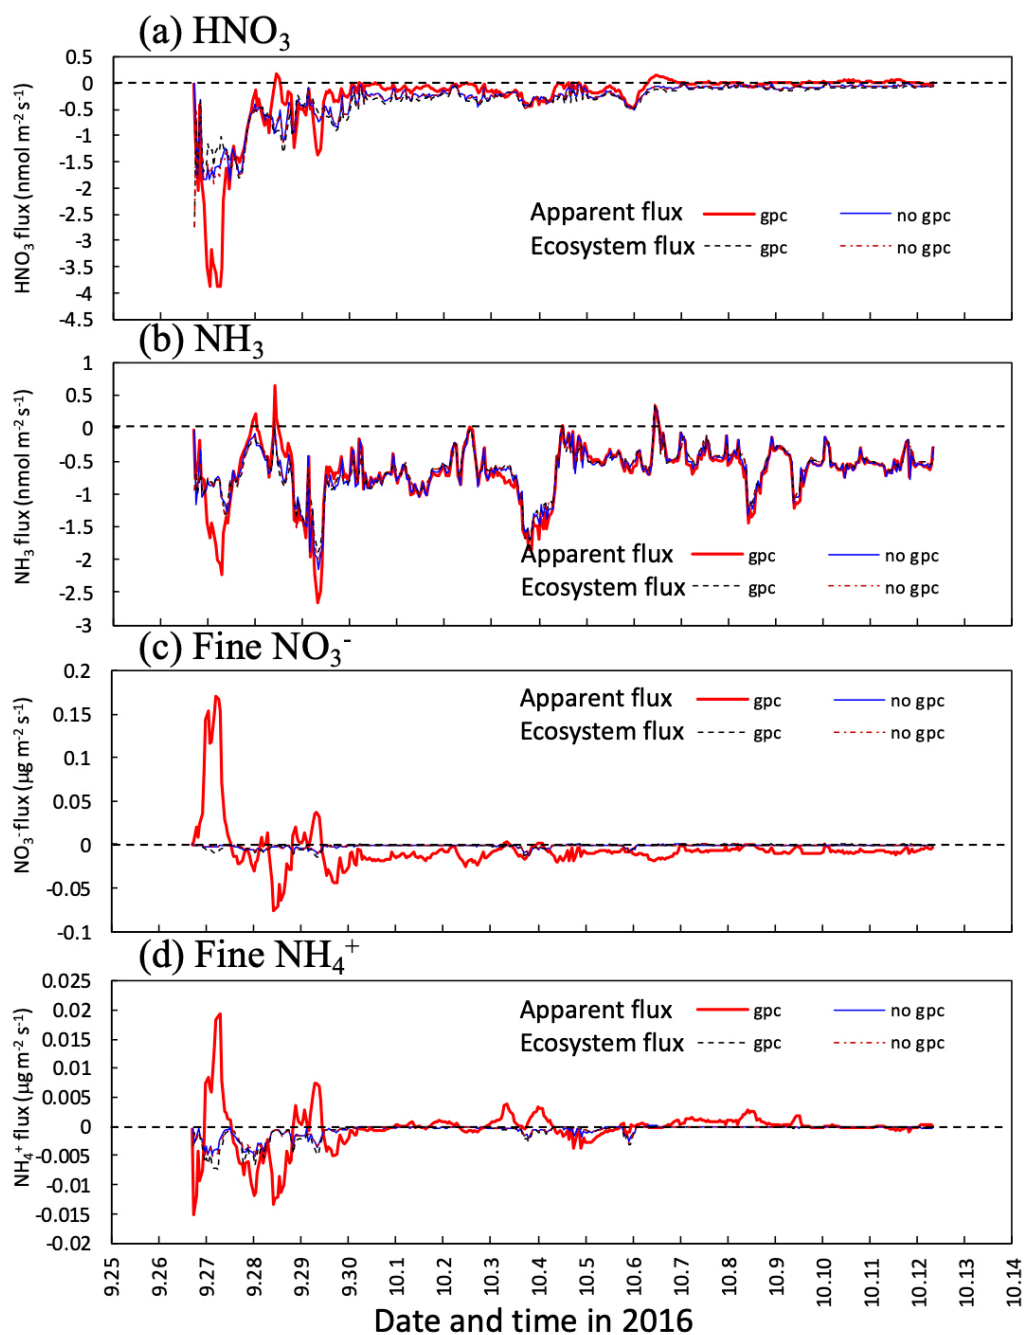 (a) HNO₃
HNO₃ flux (nmol m⁻² s⁻¹)
0.5
0
-0.5
-1
-1.5
-2
-2.5
-3
-3.5
-4
-4.5
Apparent flux gpc no gpc
Ecosystem flux gpc no gpc
(b) NH₃
NH₃ flux (nmol m⁻² s⁻¹)
1
0.5
0
-0.5
-1
-1.5
-2
-2.5
-3
Apparent flux gpc no gpc
Ecosystem flux gpc no gpc
(c) Fine NO₃⁻
NO₃⁻flux (μg m⁻² s⁻¹)
0.2
0.15
0.1
0.05
0
-0.05
-0.1
Apparent flux gpc no gpc
Ecosystem flux gpc no gpc
(d) Fine NH₄⁺
NH₄⁺ flux (μg m⁻² s⁻¹)
0.025
0.02
0.015
0.01
0.005
0
-0.005
-0.01
-0.015
-0.02
Apparent flux gpc no gpc
Ecosystem flux gpc no gpc
9.25 9.26 9.27 9.28 9.29 9.30 10.1 10.2 10.3 10.4 10.5 10.6 10.7 10.8 10.9 10.10 10.11 10.12 10.13 10.14
Date and time in 2016